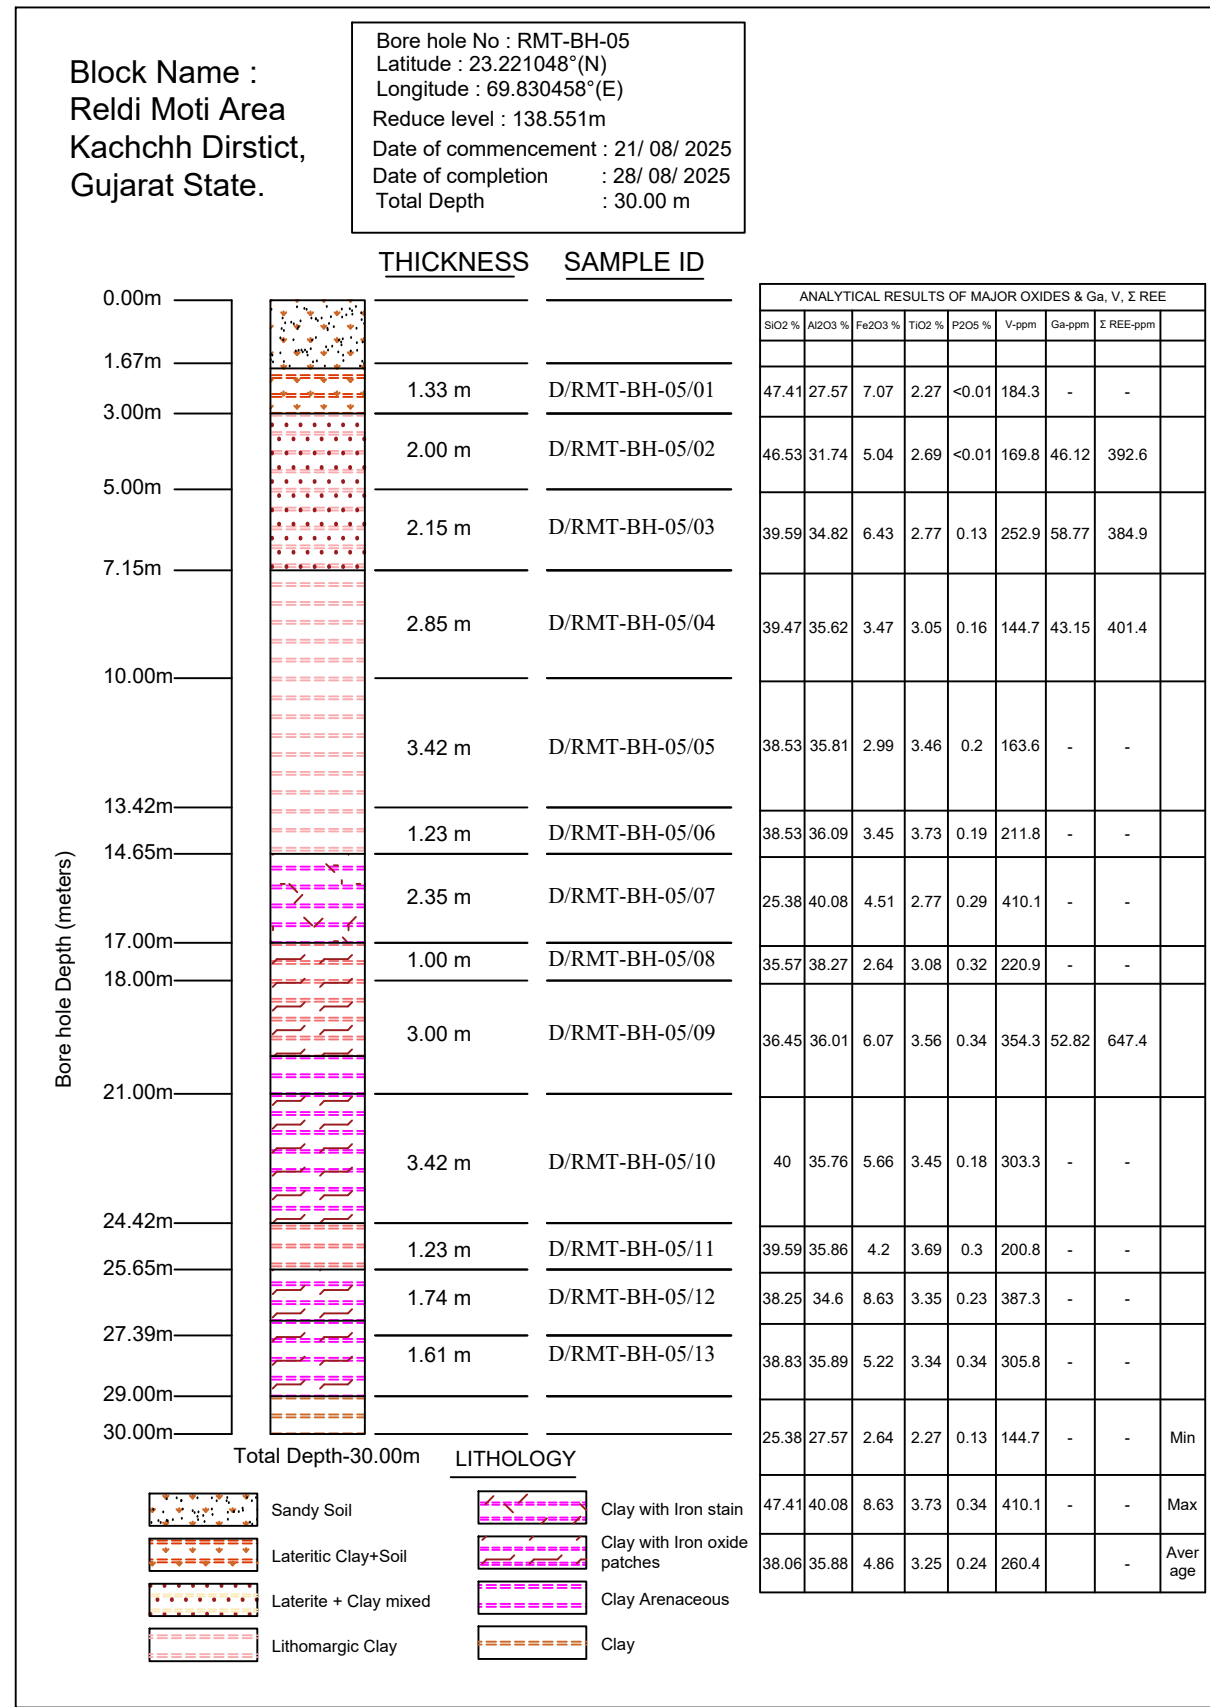 Block Name :
Reldi Moti Area
Kachchh Dirstict,
Gujarat State.
Bore hole No : RMT-BH-05
Latitude : 23.221048°(N)
Longitude : 69.830458°(E)
Reduce level : 138.551m
Date of commencement : 21/ 08/ 2025
Date of completion : 28/ 08/ 2025
Total Depth : 30.00 m
THICKNESS SAMPLE ID
Bore hole Depth (meters)
0.00m
1.67m
1.33 m D/RMT-BH-05/01
3.00m
2.00 m D/RMT-BH-05/02
5.00m
2.15 m D/RMT-BH-05/03
7.15m
2.85 m D/RMT-BH-05/04
10.00m
3.42 m D/RMT-BH-05/05
13.42m
1.23 m D/RMT-BH-05/06
14.65m
2.35 m D/RMT-BH-05/07
17.00m
1.00 m D/RMT-BH-05/08
18.00m
3.00 m D/RMT-BH-05/09
21.00m
3.42 m D/RMT-BH-05/10
24.42m
1.23 m D/RMT-BH-05/11
25.65m
1.74 m D/RMT-BH-05/12
27.39m
1.61 m D/RMT-BH-05/13
29.00m
30.00m
Total Depth-30.00m
ANALYTICAL RESULTS OF MAJOR OXIDES & Ga, V, Σ REE
SiO2 % Al2O3 % Fe2O3 % TiO2 % P2O5 % V-ppm Ga-ppm Σ REE-ppm
47.41 27.57 7.07 2.27 <0.01 184.3 - -
46.53 31.74 5.04 2.69 <0.01 169.8 46.12 392.6
39.59 34.82 6.43 2.77 0.13 252.9 58.77 384.9
39.47 35.62 3.47 3.05 0.16 144.7 43.15 401.4
38.53 35.81 2.99 3.46 0.2 163.6 - -
38.53 36.09 3.45 3.73 0.19 211.8 - -
25.38 40.08 4.51 2.77 0.29 410.1 - -
35.57 38.27 2.64 3.08 0.32 220.9 - -
36.45 36.01 6.07 3.56 0.34 354.3 52.82 647.4
40 35.76 5.66 3.45 0.18 303.3 - -
39.59 35.86 4.2 3.69 0.3 200.8 - -
38.25 34.6 8.63 3.35 0.23 387.3 - -
38.83 35.89 5.22 3.34 0.34 305.8 - -
25.38 27.57 2.64 2.27 0.13 144.7 - - Min
47.41 40.08 8.63 3.73 0.34 410.1 - - Max
38.06 35.88 4.86 3.25 0.24 260.4 - Aver
age
LITHOLOGY
Sandy Soil
Lateritic Clay+Soil
Laterite + Clay mixed
Lithomargic Clay
Clay with Iron stain
Clay with Iron oxide
patches
Clay Arenaceous
Clay